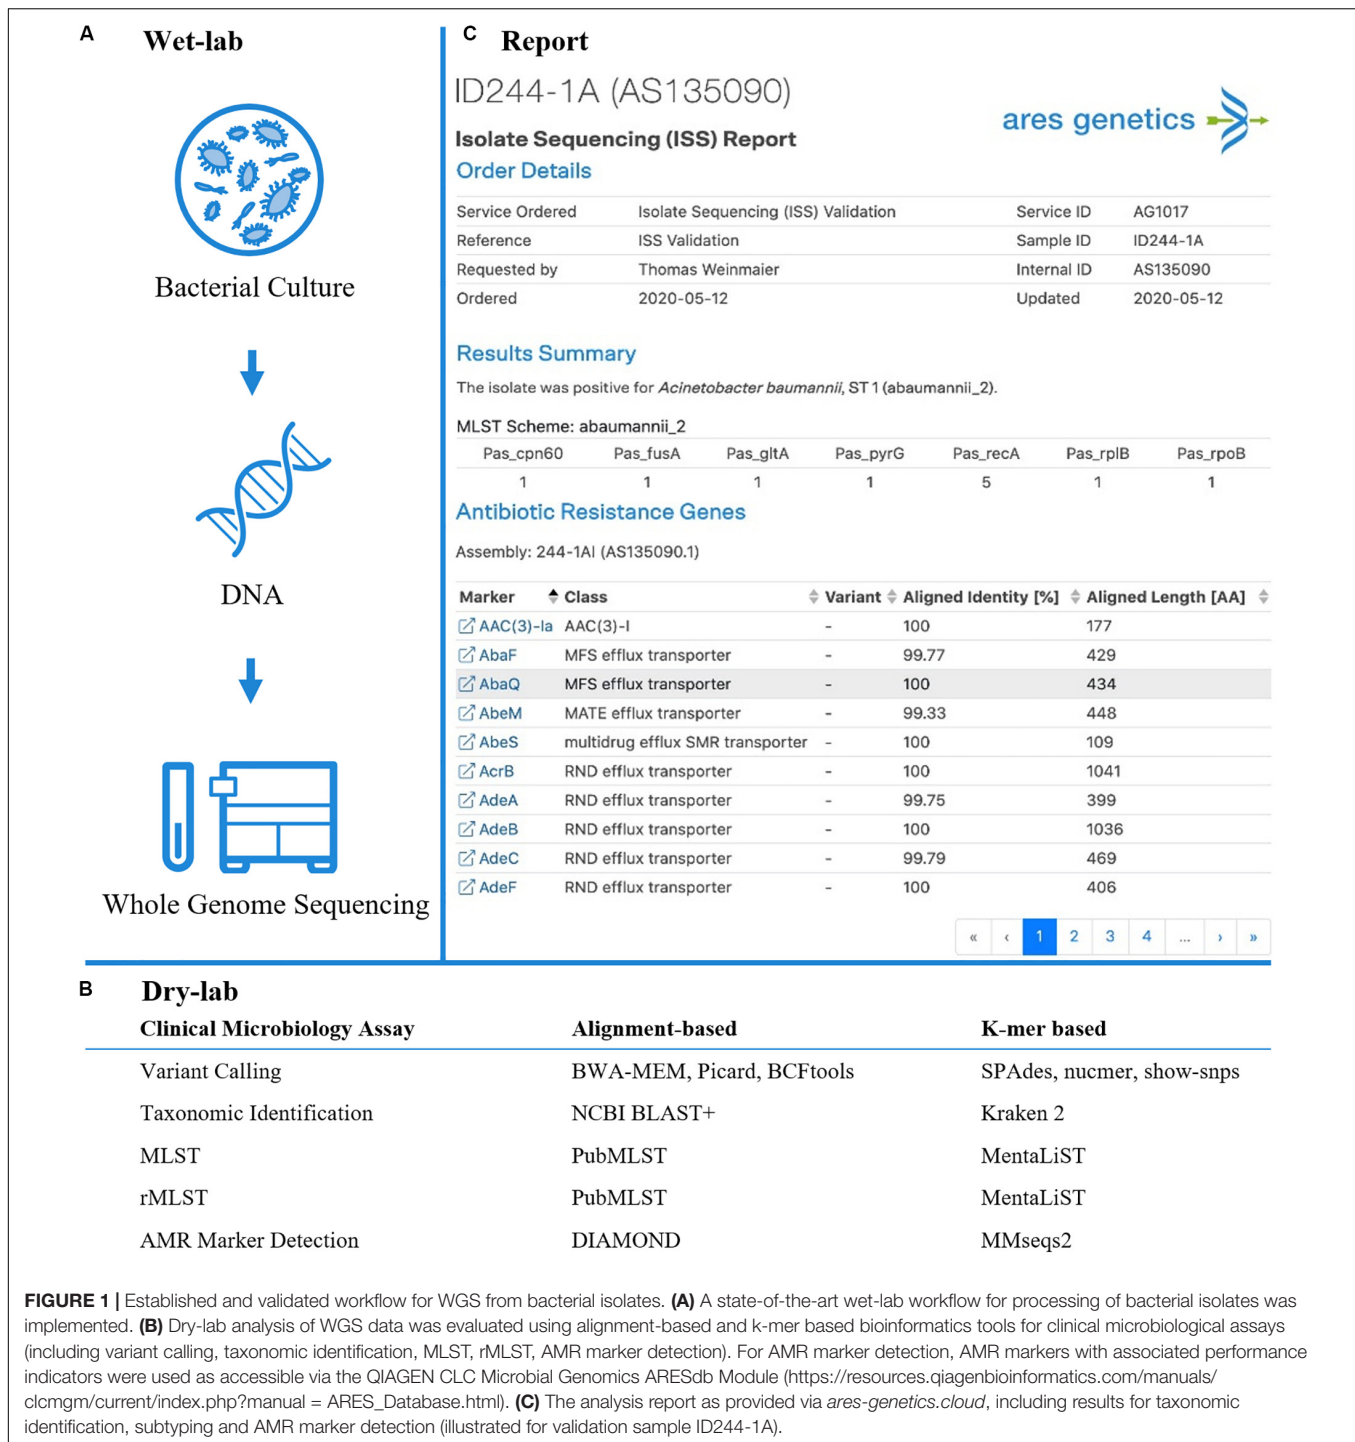 A Wet-lab
Bacterial Culture
DNA
Whole Genome Sequencing
C Report
ID244-1A (AS135090)
ares genetics
Isolate Sequencing (ISS) Report
Order Details
Service Ordered Isolate Sequencing (ISS) Validation Service ID AG1017
Reference ISS Validation Sample ID ID244-1A
Requested by Thomas Weinmaier Internal ID AS135090
Ordered 2020-05-12 Updated 2020-05-12
Results Summary
The isolate was positive for Acinetobacter baumannii, ST 1 (abaumannii_2).
MLST Scheme: abaumannii_2
Pas_cpn60 Pas_fusA Pas_gltA Pas_pyrG Pas_recA Pas_rplB Pas_rpoB
1 1 1 1 5 1 1
Antibiotic Resistance Genes
Assembly: 244-1AI (AS135090.1)
Marker Class Variant Aligned Identity [%] Aligned Length [AA]
AAC(3)-Ia AAC(3)-I - 100 177
AbaF MFS efflux transporter - 99.77 429
AbaQ MFS efflux transporter - 100 434
AbeM MATE efflux transporter - 99.33 448
AbeS multidrug efflux SMR transporter - 100 109
AcrB RND efflux transporter - 100 1041
AdeA RND efflux transporter - 99.75 399
AdeB RND efflux transporter - 100 1036
AdeC RND efflux transporter - 99.79 469
AdeF RND efflux transporter - 100 406
« ‹ 1 2 3 4 ... › »
B Dry-lab
Clinical Microbiology Assay Alignment-based K-mer based
Variant Calling BWA-MEM, Picard, BCFtools SPAdes, nucmer, show-snps
Taxonomic Identification NCBI BLAST+ Kraken 2
MLST PubMLST MentaLiST
rMLST PubMLST MentaLiST
AMR Marker Detection DIAMOND MMseqs2
FIGURE 1 | Established and validated workflow for WGS from bacterial isolates. (A) A state-of-the-art wet-lab workflow for processing of bacterial isolates was
implemented. (B) Dry-lab analysis of WGS data was evaluated using alignment-based and k-mer based bioinformatics tools for clinical microbiological assays
(including variant calling, taxonomic identification, MLST, rMLST, AMR marker detection). For AMR marker detection, AMR markers with associated performance
indicators were used as accessible via the QIAGEN CLC Microbial Genomics ARESdb Module (https://resources.qiagenbioinformatics.com/manuals/
clcmgm/current/index.php?manual = ARES_Database.html). (C) The analysis report as provided via ares-genetics.cloud, including results for taxonomic
identification, subtyping and AMR marker detection (illustrated for validation sample ID244-1A).